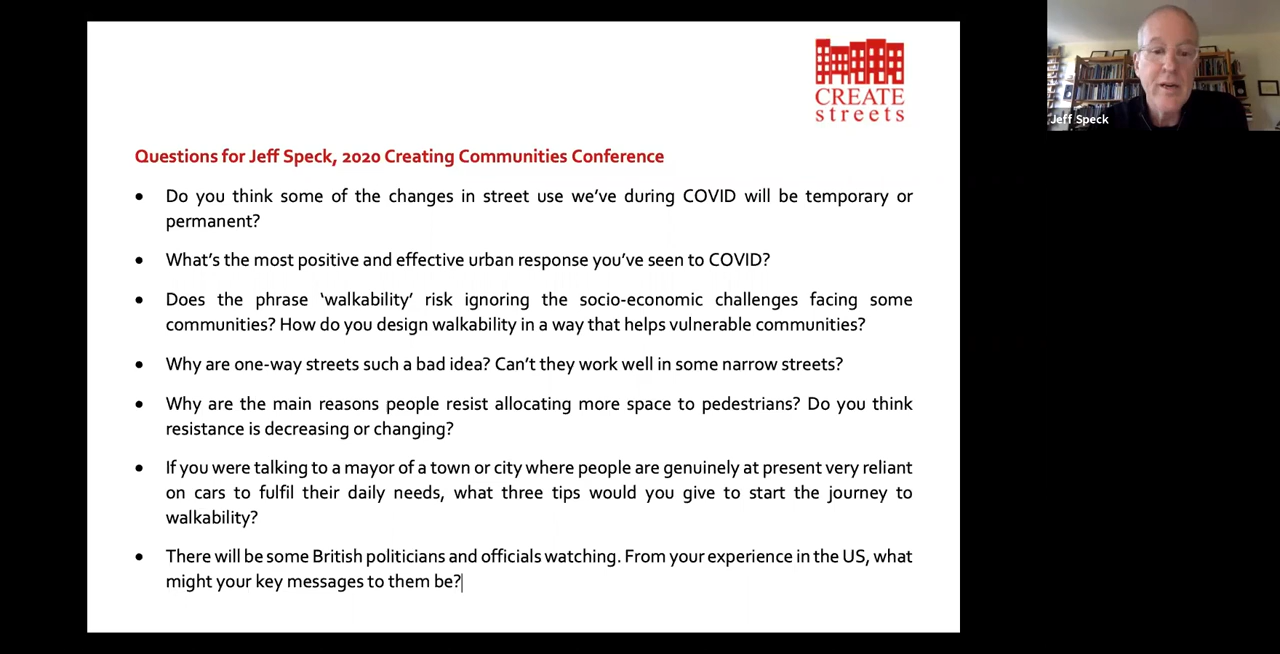 CREATE
streets
Jeff Speck
Questions for Jeff Speck, 2020 Creating Communities Conference
• Do you think some of the changes in street use we've during COVID will be temporary or
permanent?
• What's the most positive and effective urban response you've seen to COVID?
• Does the phrase 'walkability' risk ignoring the socio-economic challenges facing some
communities? How do you design walkability in a way that helps vulnerable communities?
• Why are one-way streets such a bad idea? Can't they work well in some narrow streets?
• Why are the main reasons people resist allocating more space to pedestrians? Do you think
resistance is decreasing or changing?
• If you were talking to a mayor of a town or city where people are genuinely at present very reliant
on cars to fulfil their daily needs, what three tips would you give to start the journey to
walkability?
• There will be some British politicians and officials watching. From your experience in the US, what
might your key messages to them be?